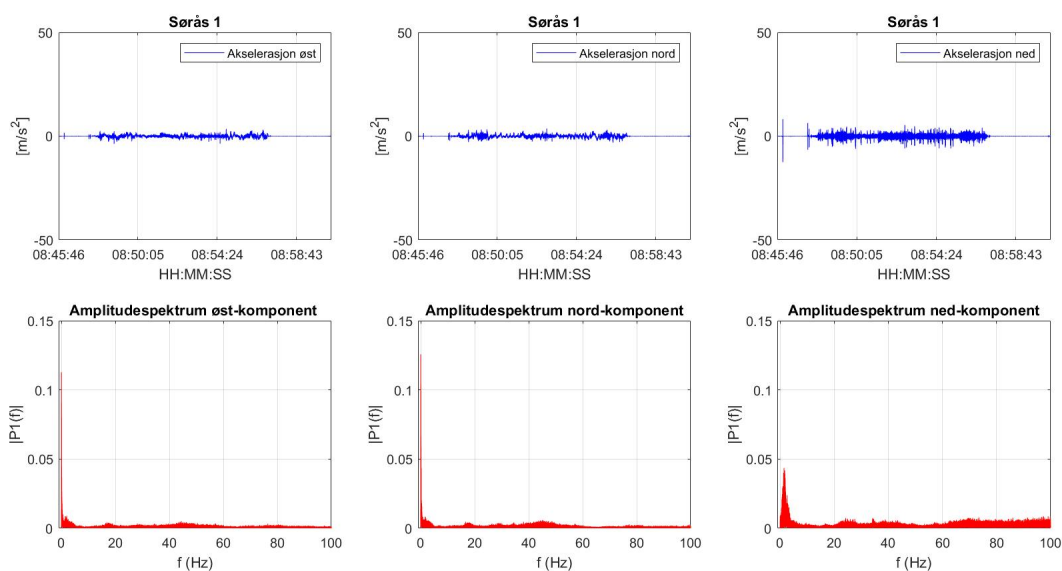 Sørås 1
50
0
-50
[m/s²]
Akselerasjon øst
08:45:46 08:50:05 08:54:24 08:58:43
HH:MM:SS
Sørås 1
50
0
-50
[m/s²]
Akselerasjon nord
08:45:46 08:50:05 08:54:24 08:58:43
HH:MM:SS
Sørås 1
50
0
-50
[m/s²]
Akselerasjon ned
08:45:46 08:50:05 08:54:24 08:58:43
HH:MM:SS
Amplitudespektrum øst-komponent
0.15
0.1
0.05
0
|P1(f)|
0 20 40 60 80 100
f (Hz)
Amplitudespektrum nord-komponent
0.15
0.1
0.05
0
|P1(f)|
0 20 40 60 80 100
f (Hz)
Amplitudespektrum ned-komponent
0.15
0.1
0.05
0
|P1(f)|
0 20 40 60 80 100
f (Hz)